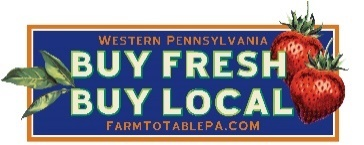 WESTERN PENNSYLVANIA
BUY FRESH
BUY LOCAL
FARMTOTABLEPA.COM